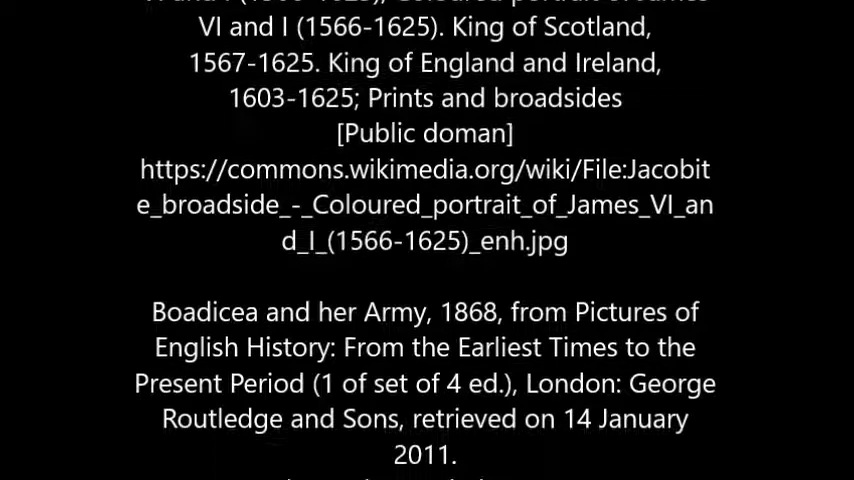 VI and I (1566-1625). King of Scotland,
1567-1625. King of England and Ireland,
1603-1625; Prints and broadsides
[Public doman]
https://commons.wikimedia.org/wiki/File:Jacobit
e_broadside_-_Coloured_portrait_of_James_VI_an
d_I_(1566-1625)_enh.jpg
Boadicea and her Army, 1868, from Pictures of
English History: From the Earliest Times to the
Present Period (1 of set of 4 ed.), London: George
Routledge and Sons, retrieved on 14 January
2011.